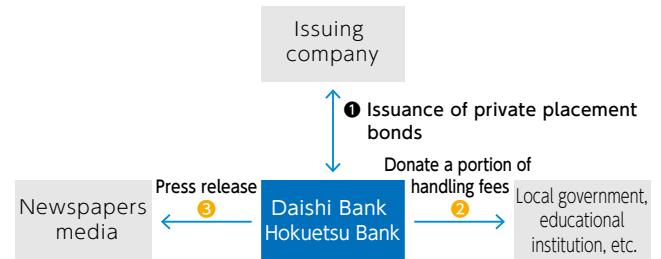 Issuing
company
❶ Issuance of private placement
bonds
Donate a portion of
handling fees
❷
Press release
❸
Newspapers
media
Daishi Bank
Hokuetsu Bank
Local government,
educational
institution, etc.